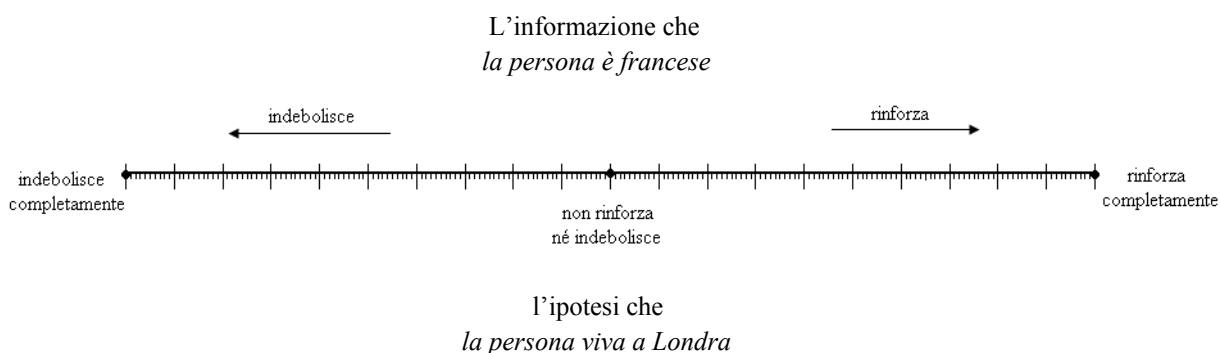 L’informazione che
la persona è francese
indebolisce
rinforza
indebolisce
completamente
rinforza
completamente
non rinforza
né indebolisce
l’ipotesi che
la persona viva a Londra